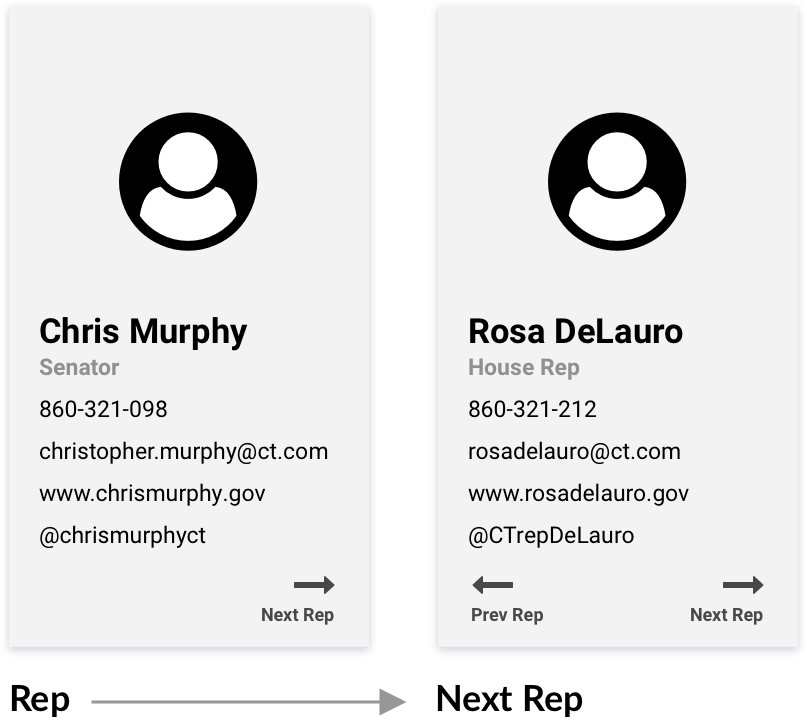 Chris Murphy
Senator
860-321-098
christopher.murphy@ct.com
www.chrismurphy.gov
@chrismurphyct
Next Rep
Rosa DeLauro
House Rep
860-321-212
rosadelauro@ct.com
www.rosadelauro.gov
@CTrepDeLauro
Prev Rep
Next Rep
Rep
Next Rep